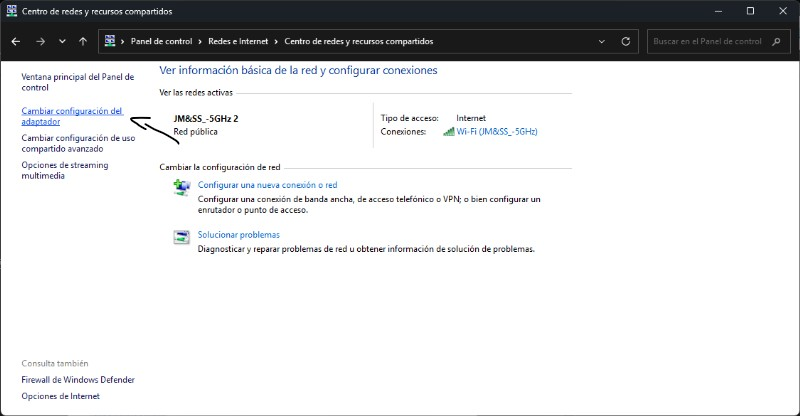 Centro de redes y recursos compartidos
Panel de control Redes e Internet Centro de redes y recursos compartidos Buscar en el Panel de control
Ventana principal del Panel de
control
Cambiar configuración del
adaptador
Cambiar configuración de uso
compartido avanzado
Opciones de streaming
multimedia
Ver información básica de la red y configurar conexiones
Ver las redes activas
JM&SS_-5GHz 2
Red pública
Tipo de acceso: Internet
Conexiones: Wi-Fi (JM&SS_-5GHz)
Cambiar la configuración de red
Configurar una nueva conexión o red
Configurar una conexión de banda ancha, de acceso telefónico o VPN; o bien configurar un
enrutador o punto de acceso.
Solucionar problemas
Diagnosticar y reparar problemas de red u obtener información de solución de problemas.
Consulta también
Firewall de Windows Defender
Opciones de Internet